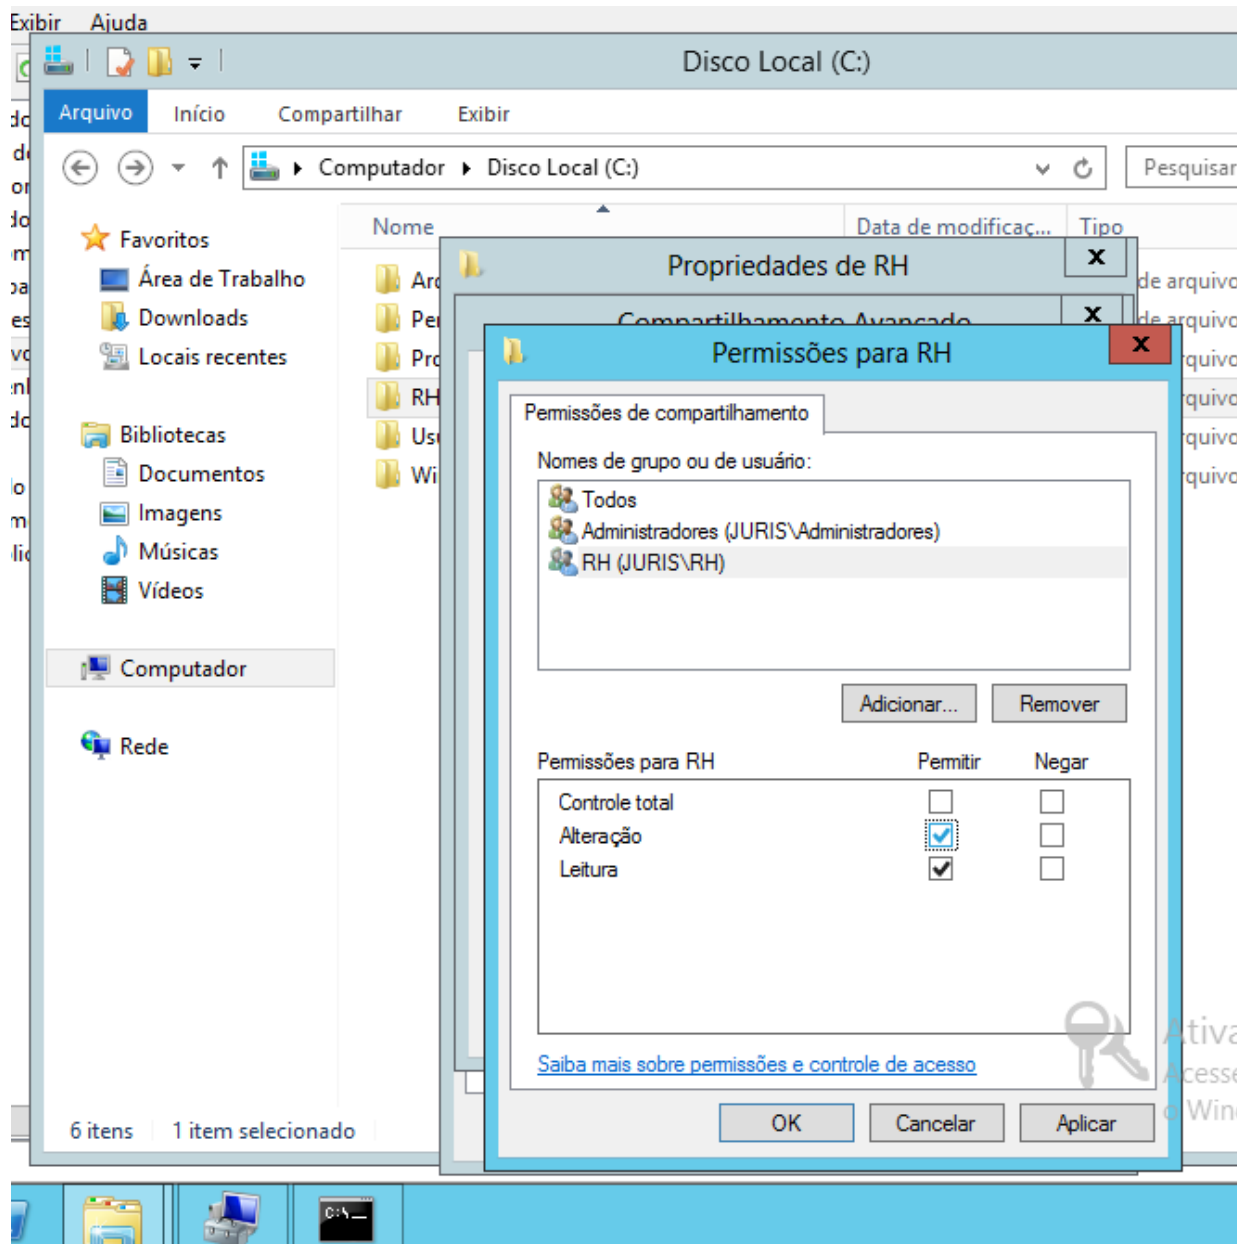 Exibir Ajuda
Disco Local (C:)
Arquivo Início Compartilhar Exibir
Computador Disco Local (C:)
Pesquisar
Nome Data de modificaç... Tipo
Favoritos
Área de Trabalho
Downloads
Locais recentes
Bibliotecas
Documentos
Imagens
Músicas
Vídeos
Computador
Rede
RH
de arquivo
de arquivo
Propriedades de RH
x
Compartilhamento Avançado
x
Permissões para RH
x
Permissões de compartilhamento
Nomes de grupo ou de usuário:
Todos
Administradores (JURIS\Administradores)
RH (JURIS\RH)
Adicionar... Remover
Permissões para RH Permitir Negar
Controle total
Alteração
Leitura
Saiba mais sobre permissões e controle de acesso
OK Cancelar Aplicar
6 itens 1 item selecionado
C:\